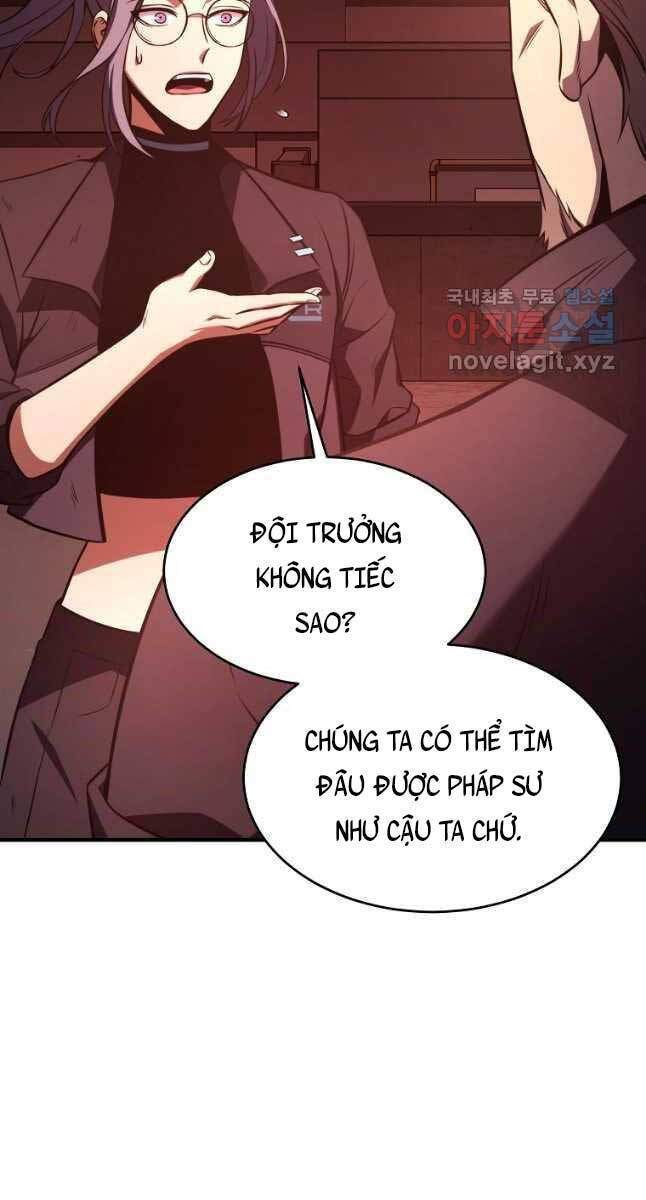 국내최초 무료 웹소설
아지툰소설
novelagit.xyz
ĐỘI TRƯỞNG
KHÔNG TIẾC
SAO?
CHÚNG TA CÓ THỂ TÌM
ĐÂU ĐƯỢC PHÁP SƯ
NHƯ CẬU TA CHỨ.